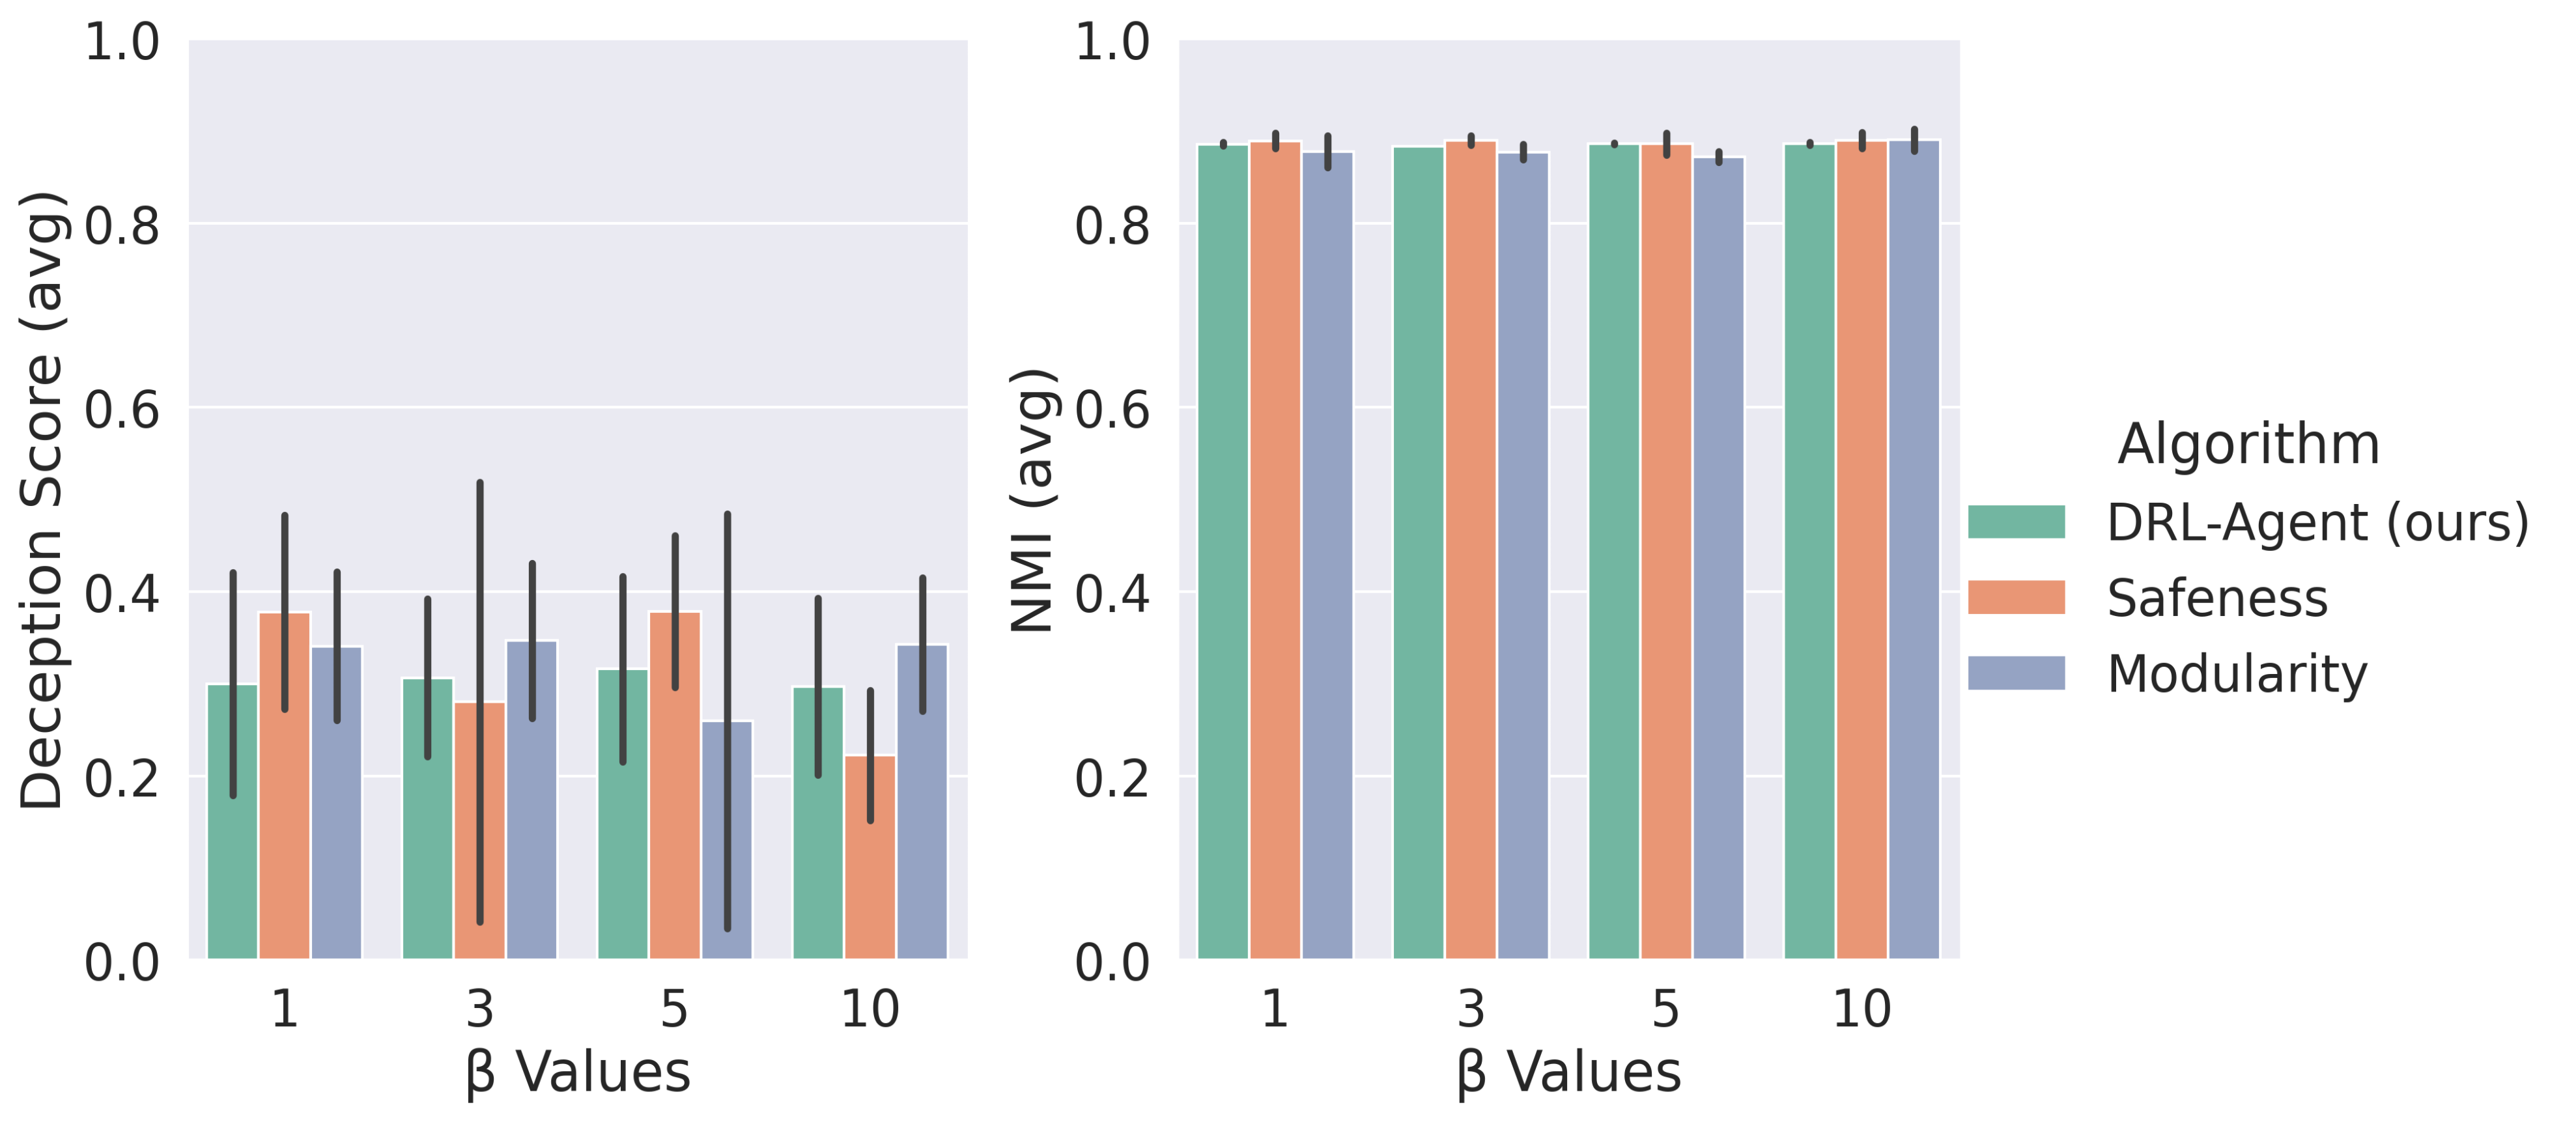 Deception Score (avg)
1.0
0.8
0.6
0.4
0.2
0.0
1 3 5 10
β Values
NMI (avg)
1.0
0.8
0.6
0.4
0.2
0.0
1 3 5 10
β Values
Algorithm
DRL-Agent (ours)
Safeness
Modularity